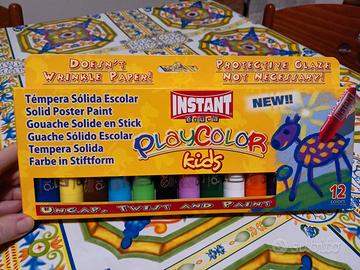 Doesn't
Wrinkle Paper!
Protective Glaze
Not Necessary!
Témpera Sólida Escolar
Solid Poster Paint
Gouache Solide en Stick
Guache Sólido Escolar
Tempera Solida
Farbe in Stiftform
INSTANT
NEW!!
PLAYCOLOR
kids
12
COLORS
Uncap, Twist and Paint